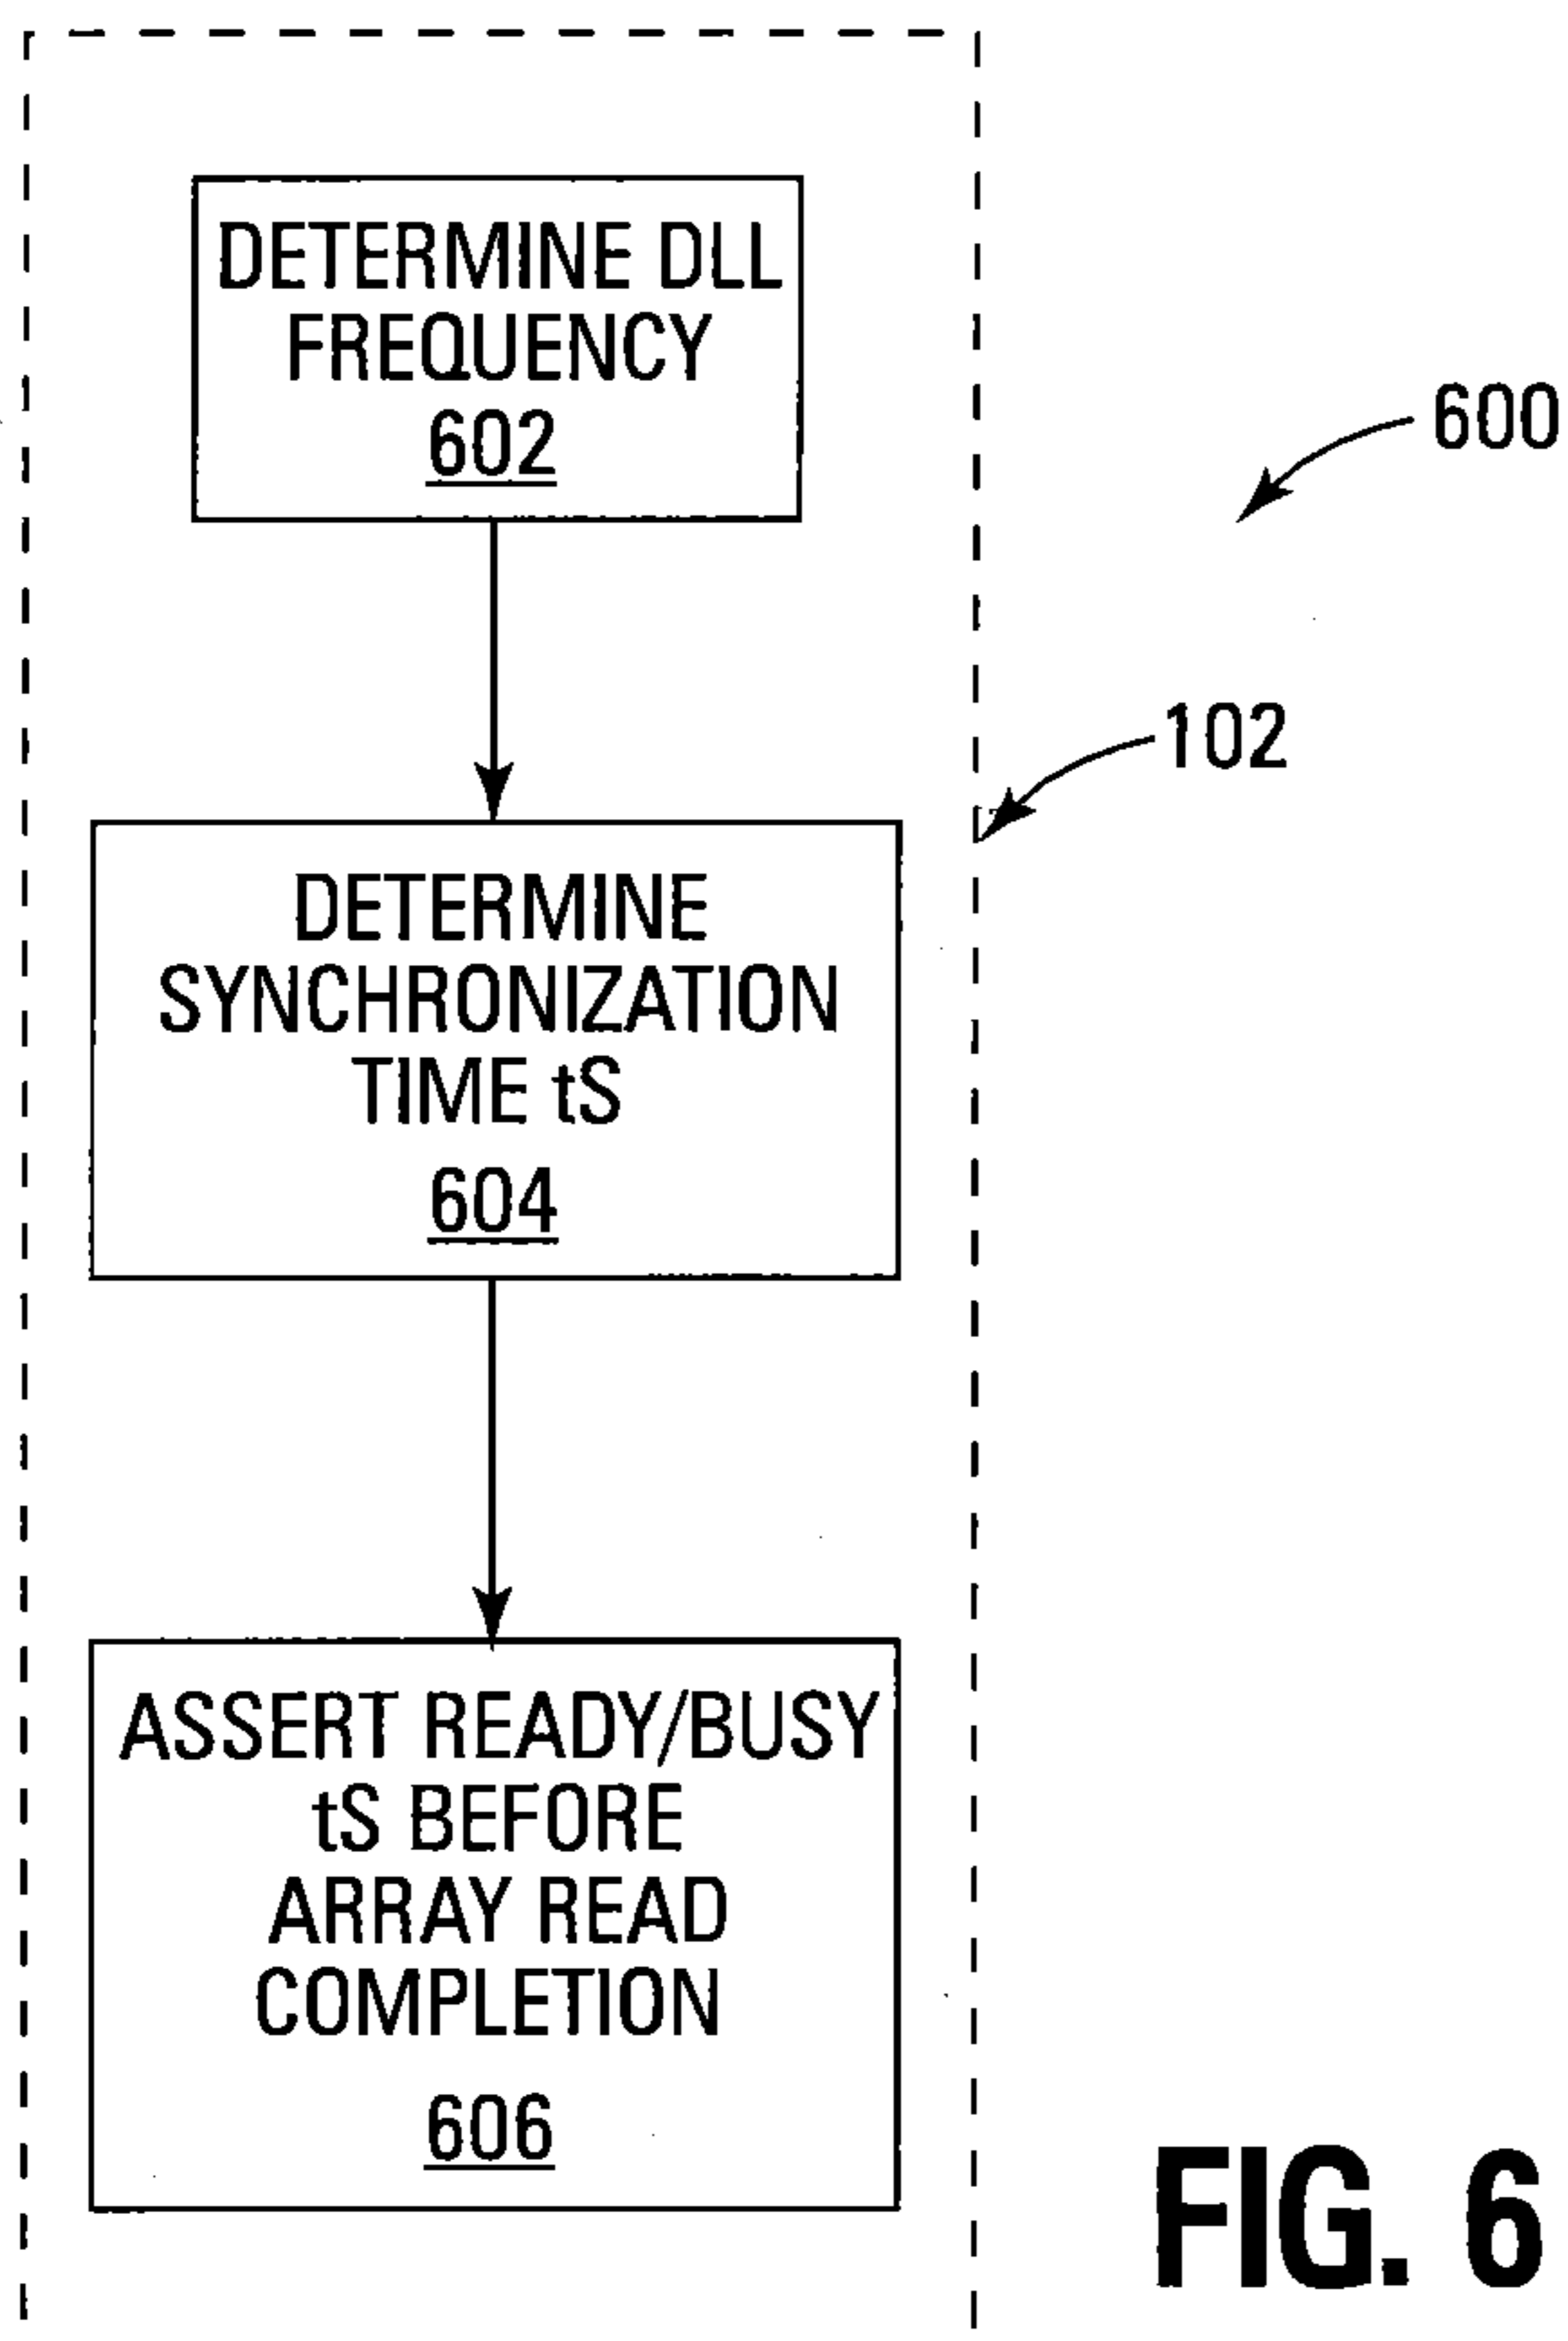 DETERMINE DLL
FREQUENCY
602
600
102
DETERMINE
SYNCHRONIZATION
TIME tS
604
ASSERT READY/BUSY
tS BEFORE
ARRAY READ
COMPLETION
606
FIG. 6